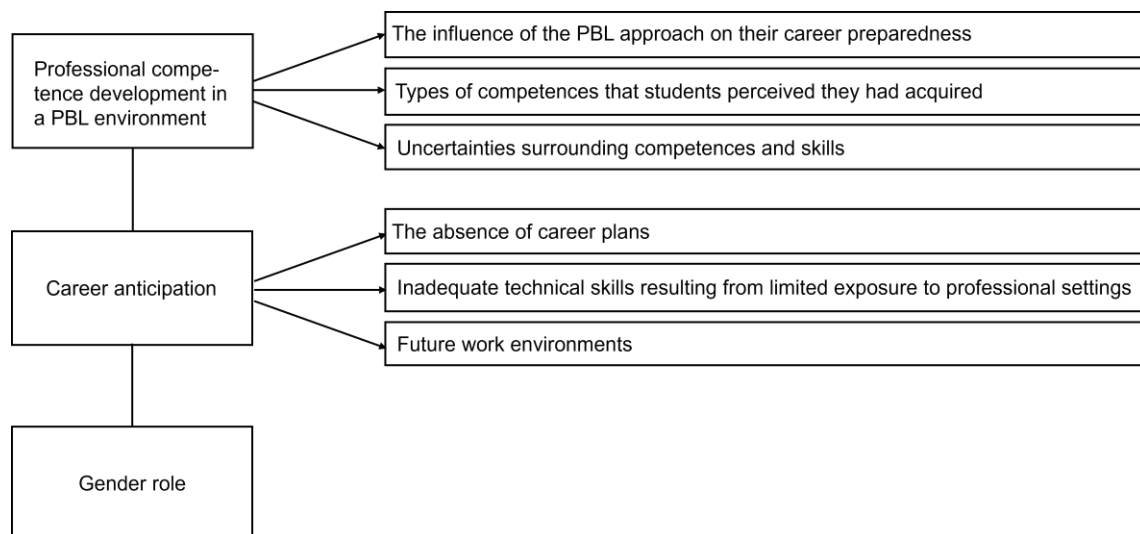 Professional compe-
tence development in
a PBL environment
The influence of the PBL approach on their career preparedness
Types of competences that students perceived they had acquired
Uncertainties surrounding competences and skills
Career anticipation
The absence of career plans
Inadequate technical skills resulting from limited exposure to professional settings
Future work environments
Gender role